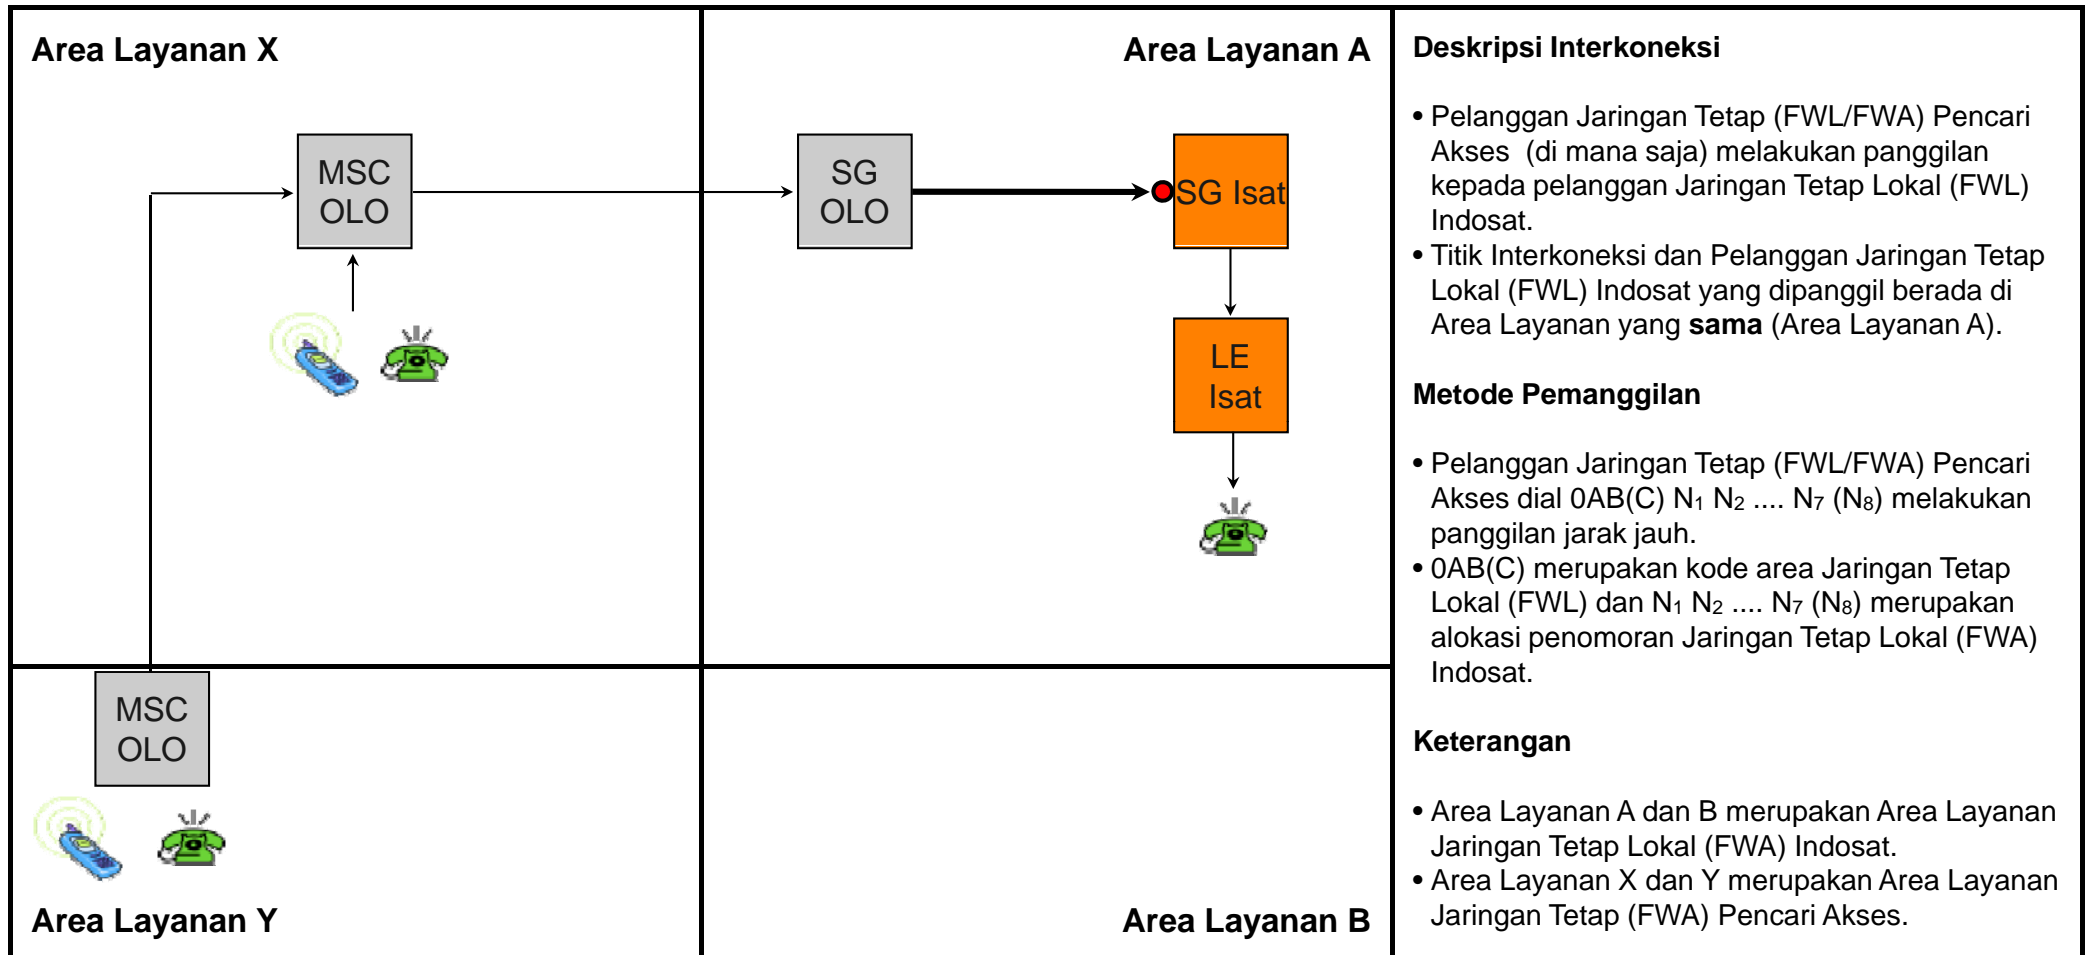 Area Layanan X
Area Layanan A
MSC
OLO
SG
OLO
SG Isat
LE
Isat
MSC
OLO
Area Layanan Y
Area Layanan B
Deskripsi Interkoneksi
• Pelanggan Jaringan Tetap (FWL/FWA) Pencari
Akses (di mana saja) melakukan panggilan
kepada pelanggan Jaringan Tetap Lokal (FWL)
Indosat.
• Titik Interkoneksi dan Pelanggan Jaringan Tetap
Lokal (FWL) Indosat yang dipanggil berada di
Area Layanan yang sama (Area Layanan A).
Metode Pemanggilan
• Pelanggan Jaringan Tetap (FWL/FWA) Pencari
Akses dial 0AB(C) N₁ N₂ .... N₇ (N₈) melakukan
panggilan jarak jauh.
• 0AB(C) merupakan kode area Jaringan Tetap
Lokal (FWL) dan N₁ N₂ .... N₇ (N₈) merupakan
alokasi penomoran Jaringan Tetap Lokal (FWA)
Indosat.
Keterangan
• Area Layanan A dan B merupakan Area Layanan
Jaringan Tetap Lokal (FWA) Indosat.
• Area Layanan X dan Y merupakan Area Layanan
Jaringan Tetap (FWA) Pencari Akses.